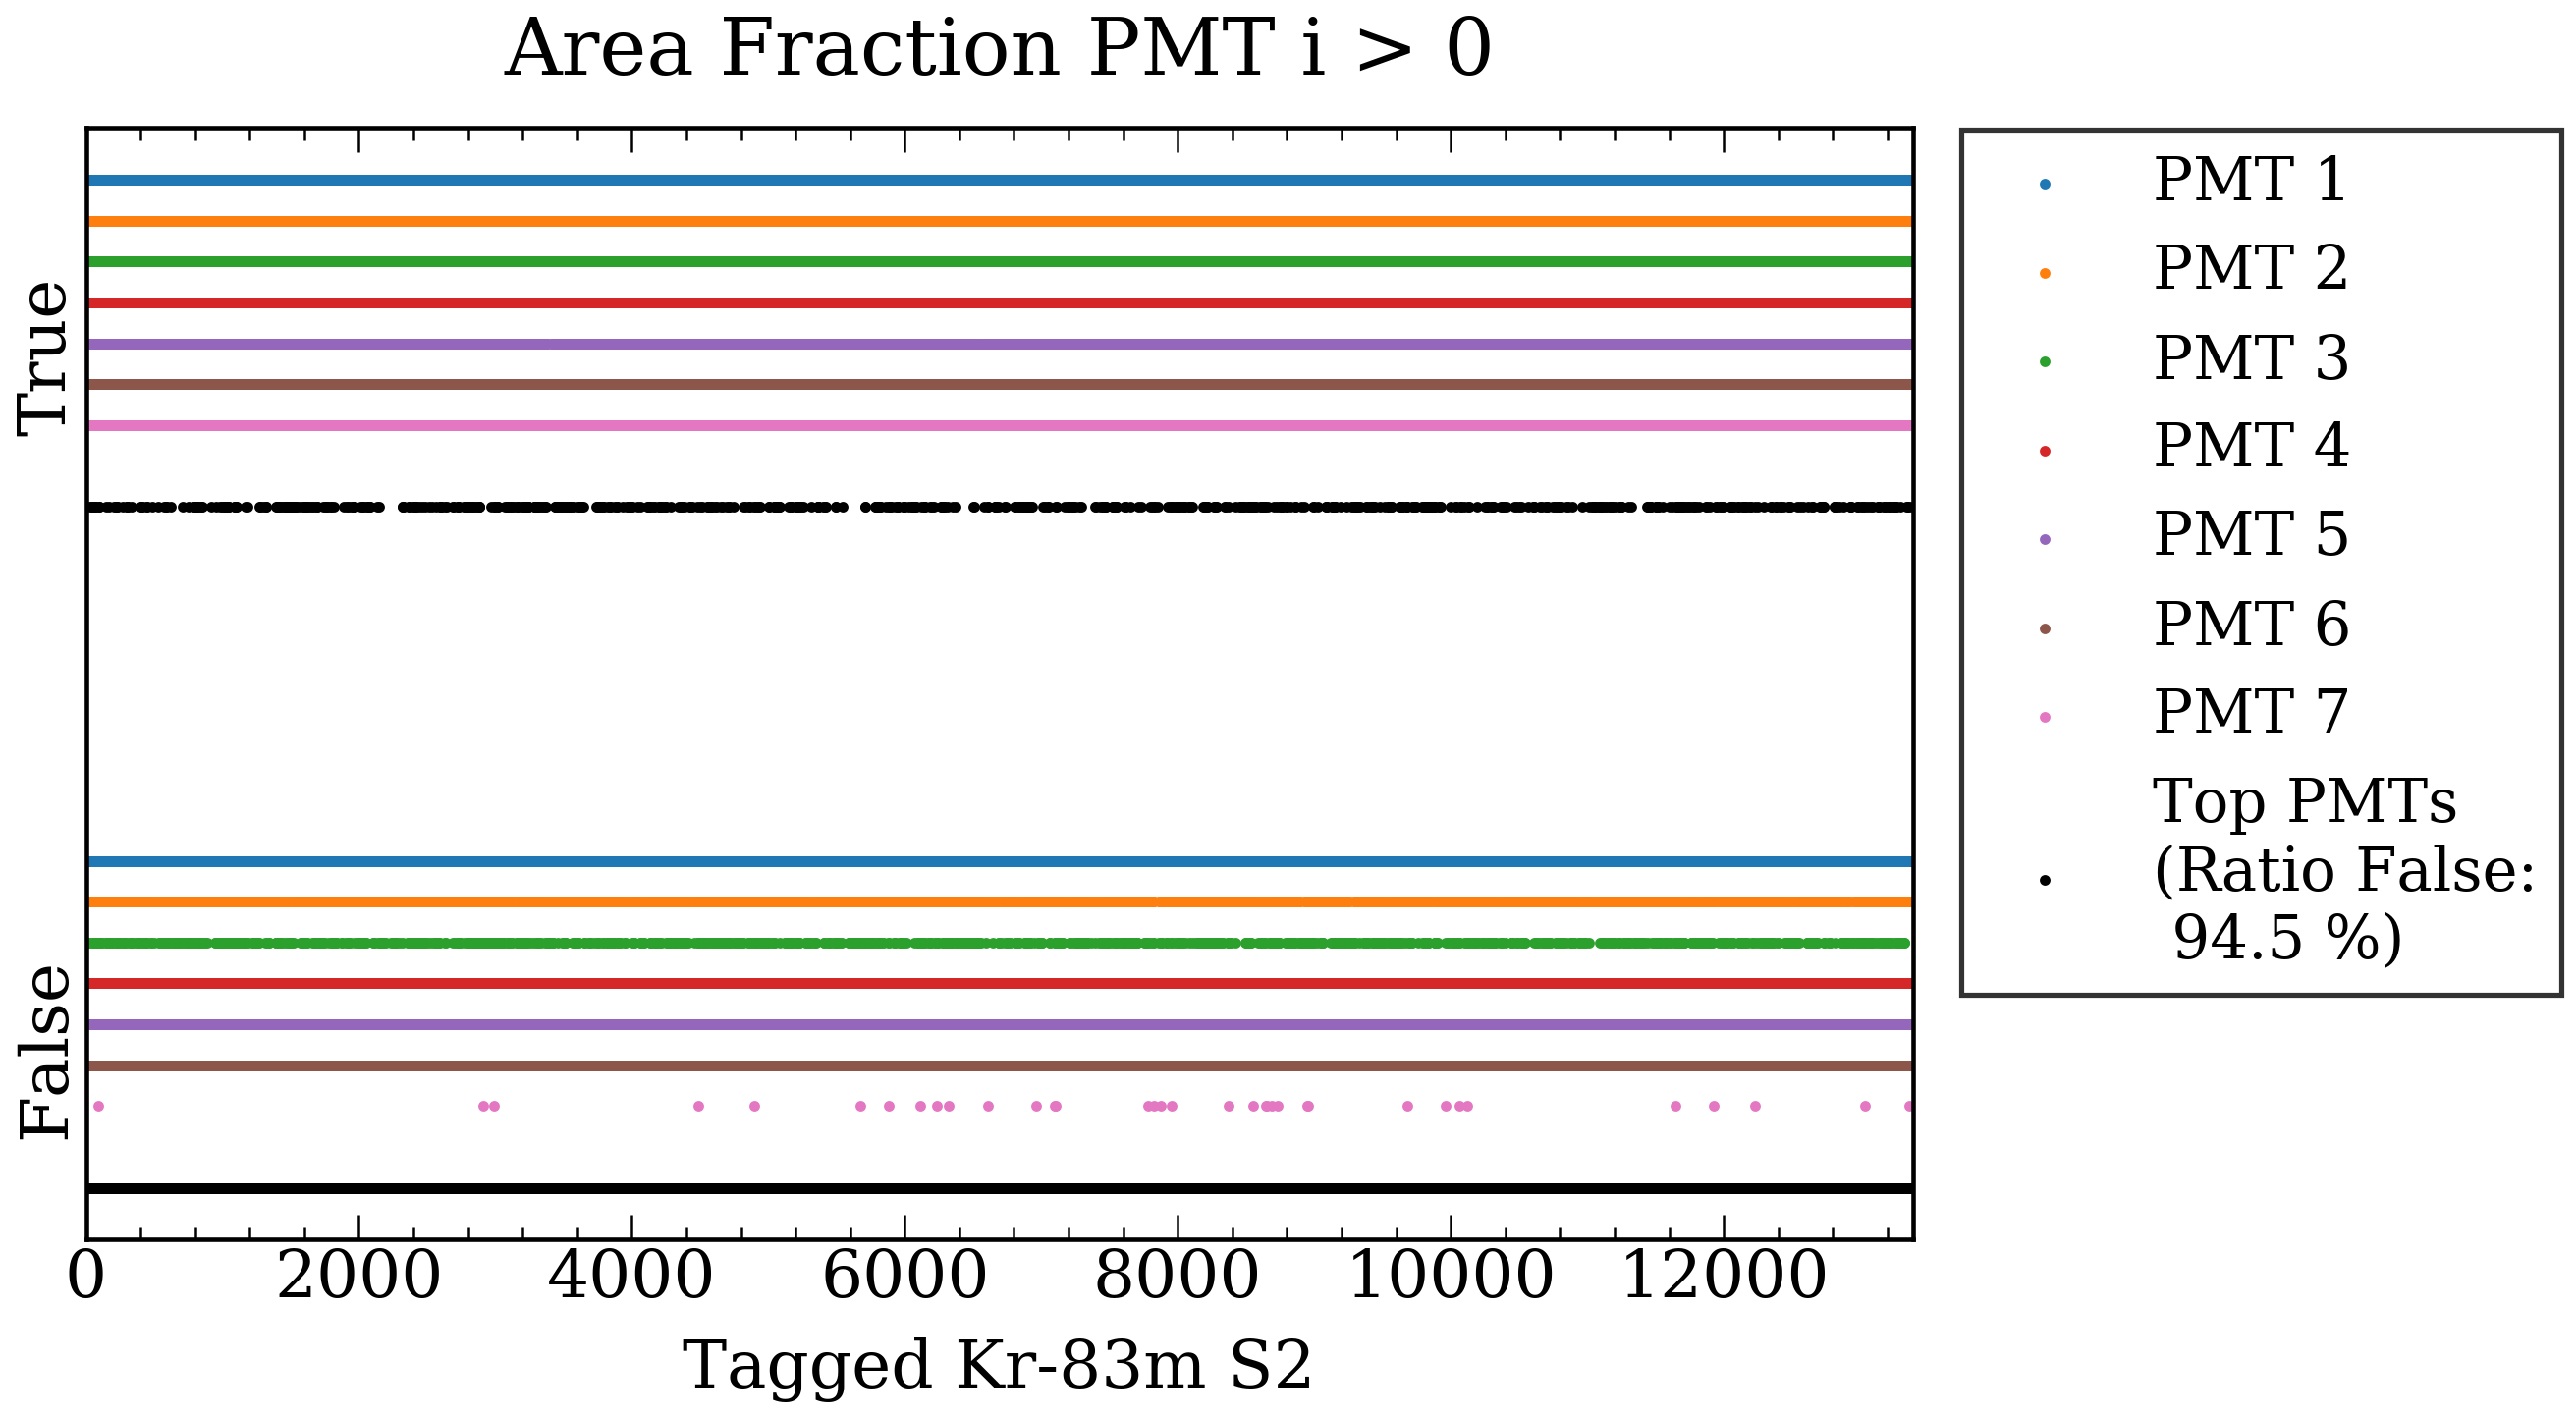 Area Fraction PMT i > 0
True
False
0 2000 4000 6000 8000 10000 12000
Tagged Kr-83m S2
PMT 1
PMT 2
PMT 3
PMT 4
PMT 5
PMT 6
PMT 7
Top PMTs
(Ratio False:
94.5 %)